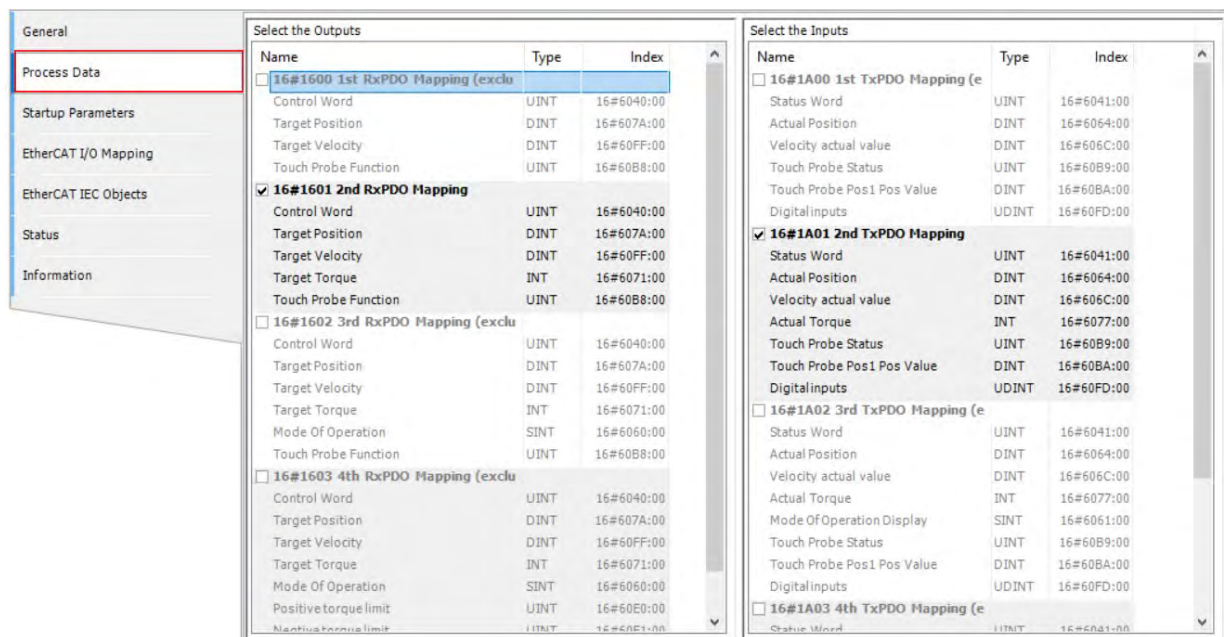 General
Process Data
Startup Parameters
EtherCAT I/O Mapping
EtherCAT IEC Objects
Status
Information
Select the Outputs
Name Type Index
16#1600 1st RxPDO Mapping (exclu
Control Word UINT 16#6040:00
Target Position DINT 16#607A:00
Target Velocity DINT 16#60FF:00
Touch Probe Function UINT 16#60B8:00
16#1601 2nd RxPDO Mapping
Control Word UINT 16#6040:00
Target Position DINT 16#607A:00
Target Velocity DINT 16#60FF:00
Target Torque INT 16#6071:00
Touch Probe Function UINT 16#60B8:00
16#1602 3rd RxPDO Mapping (exclu
Control Word UINT 16#6040:00
Target Position DINT 16#607A:00
Target Velocity DINT 16#60FF:00
Target Torque INT 16#6071:00
Mode Of Operation SINT 16#6060:00
Touch Probe Function UINT 16#60B8:00
16#1603 4th RxPDO Mapping (exclu
Control Word UINT 16#6040:00
Target Position DINT 16#607A:00
Target Velocity DINT 16#60FF:00
Target Torque INT 16#6071:00
Mode Of Operation SINT 16#6060:00
Positive torque limit UINT 16#60E0:00
Negtive torque limit UINT 16#60E1:00
Select the Inputs
Name Type Index
16#1A00 1st TxPDO Mapping (e
Status Word UINT 16#6041:00
Actual Position DINT 16#6064:00
Velocity actual value DINT 16#606C:00
Touch Probe Status UINT 16#60B9:00
Touch Probe Pos1 Pos Value DINT 16#60BA:00
Digitalinputs UDINT 16#60FD:00
16#1A01 2nd TxPDO Mapping
Status Word UINT 16#6041:00
Actual Position DINT 16#6064:00
Velocity actual value DINT 16#606C:00
Actual Torque INT 16#6077:00
Touch Probe Status UINT 16#60B9:00
Touch Probe Pos1 Pos Value DINT 16#60BA:00
Digitalinputs UDINT 16#60FD:00
16#1A02 3rd TxPDO Mapping (e
Status Word UINT 16#6041:00
Actual Position DINT 16#6064:00
Velocity actual value DINT 16#606C:00
Actual Torque INT 16#6077:00
Mode Of Operation Display SINT 16#6061:00
Touch Probe Status UINT 16#60B9:00
Touch Probe Pos1 Pos Value DINT 16#60BA:00
Digitalinputs UDINT 16#60FD:00
16#1A03 4th TxPDO Mapping (e
Status Word UINT 16#6041:00